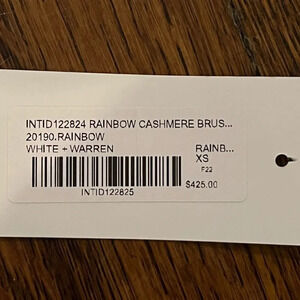 INTID122824 RAINBOW CASHMERE BRUS...
20190.RAINBOW
WHITE + WARREN RAINB...
XS
F22
$425.00
INTID122825